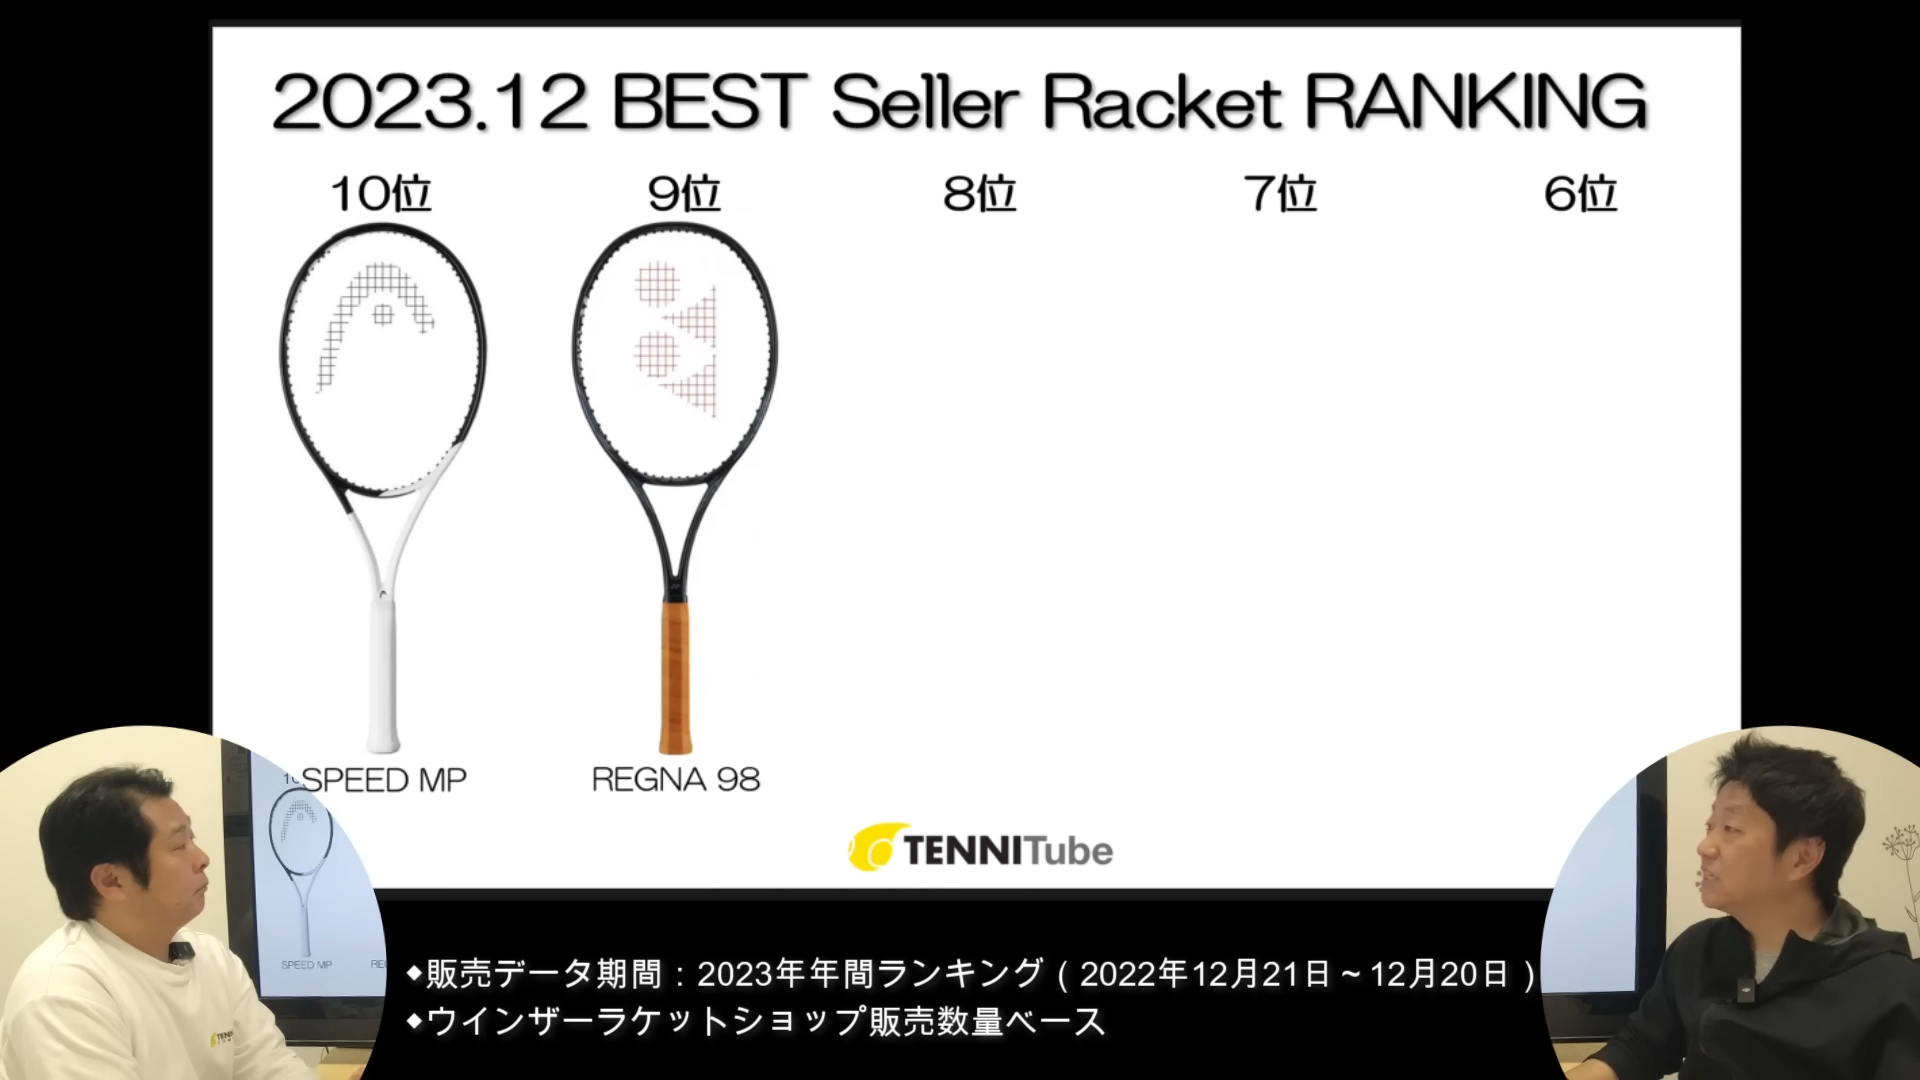 2023.12 BEST Seller Racket RANKING
10位 9位 8位 7位 6位
SPEED MP REGNA 98
SPEED MP
TENNITube
◆販売データ期間：2023年年間ランキング（2022年12月21日～12月20日）
◆ウインザーラケットショップ販売数量ベース